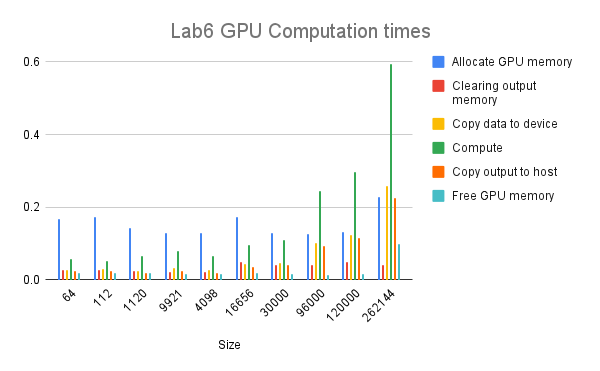 Lab6 GPU Computation times
0.6
0.4
0.2
0.0
64
112
1120
9921
4098
16656
30000
96000
120000
262144
Size
Allocate GPU memory
Clearing output
memory
Copy data to device
Compute
Copy output to host
Free GPU memory